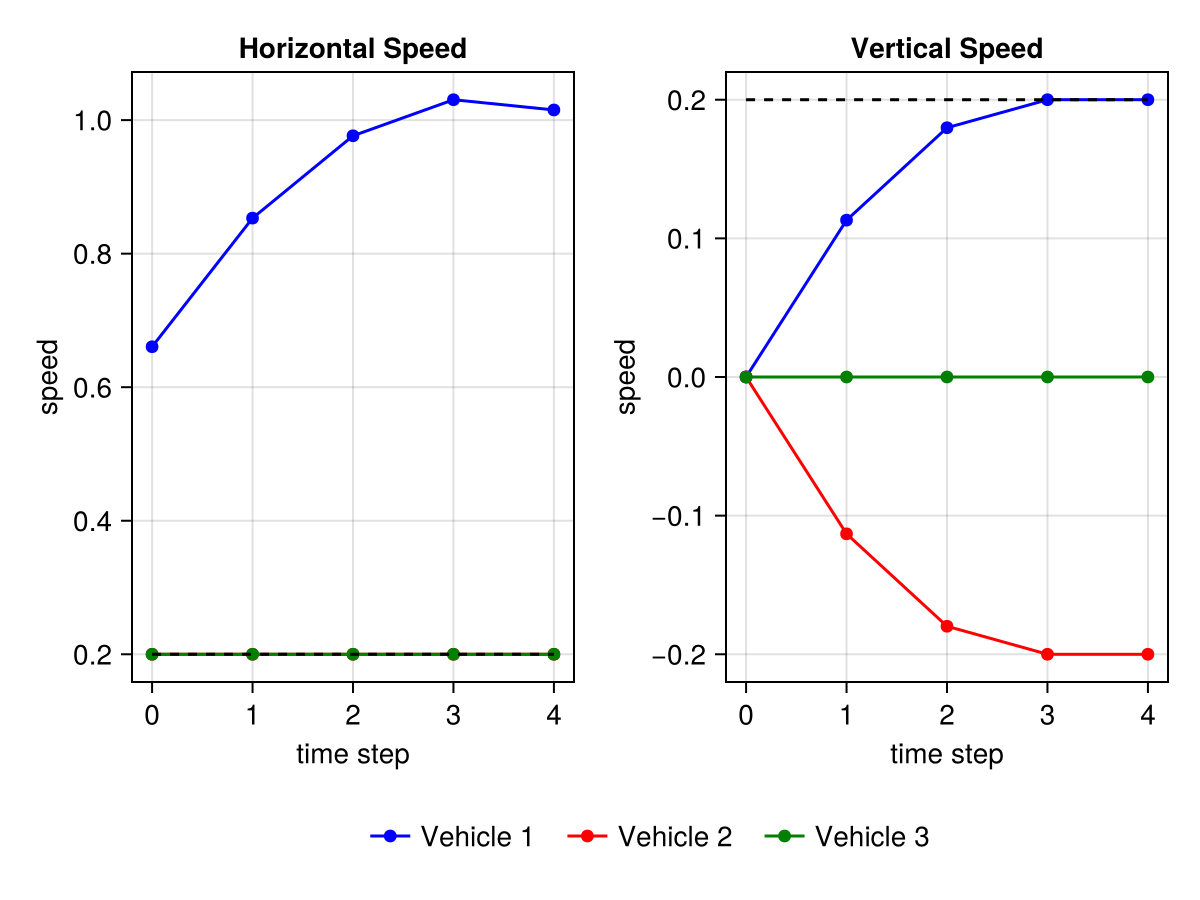 Horizontal Speed
1.0
0.8
0.6
0.4
0.2
speed
0 1 2 3 4
time step
Vertical Speed
0.2
0.1
0.0
−0.1
−0.2
speed
0 1 2 3 4
time step
Vehicle 1 Vehicle 2 Vehicle 3